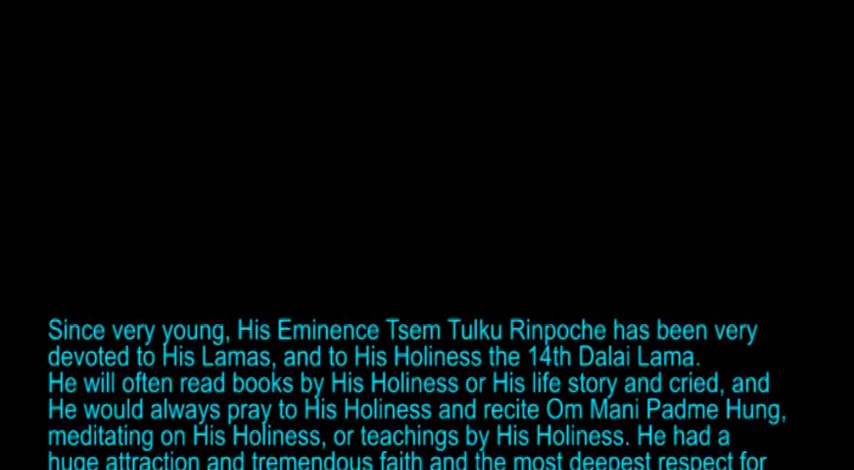 Since very young, His Eminence Tsem Tulku Rinpoche has been very
devoted to His Lamas, and to His Holiness the 14th Dalai Lama.
He will often read books by His Holiness or His life story and cried, and
He would always pray to His Holiness and recite Om Mani Padme Hung,
meditating on His Holiness, or teachings by His Holiness. He had a
huge attraction and tremendous faith and the most deepest respect for